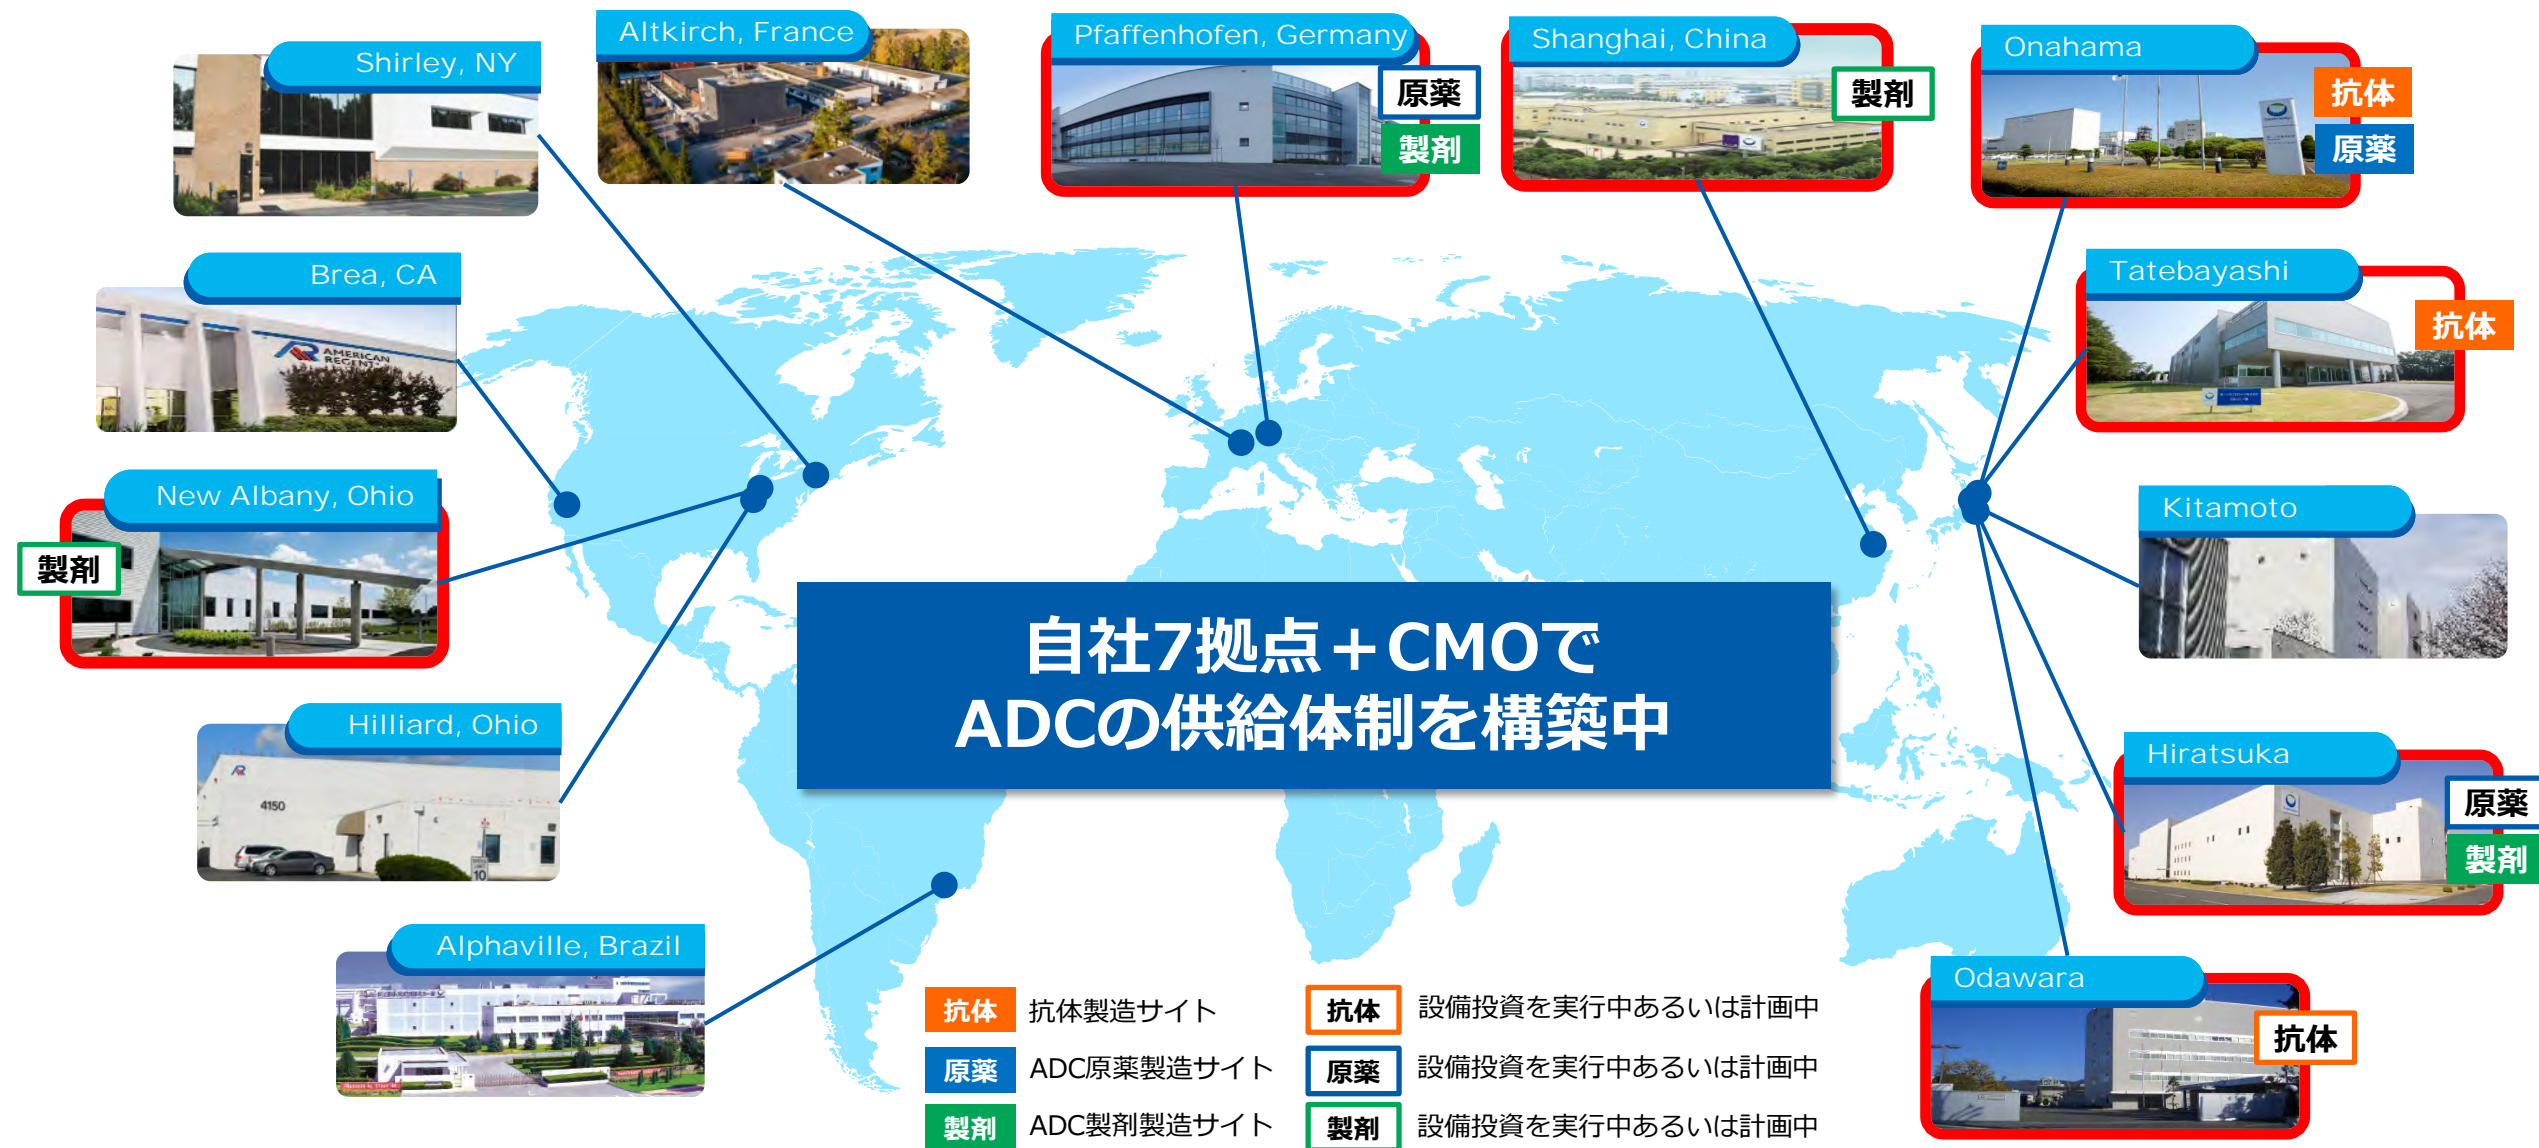 Shirley, NY
Altkirch, France
Pfaffenhofen, Germany
原薬
製剤
Shanghai, China
製剤
Onahama
抗体
原薬
Brea, CA
AMERICAN
REGENT
Tatebayashi
抗体
New Albany, Ohio
製剤
Kitamoto
自社7拠点+CMOで
ADCの供給体制を構築中
Hilliard, Ohio
4150
10
Hiratsuka
原薬
製剤
Alphaville, Brazil
Odawara
抗体
抗体 抗体製造サイト 抗体 設備投資を実行中あるいは計画中
原薬 ADC原薬製造サイト 原薬 設備投資を実行中あるいは計画中
製剤 ADC製剤製造サイト 製剤 設備投資を実行中あるいは計画中